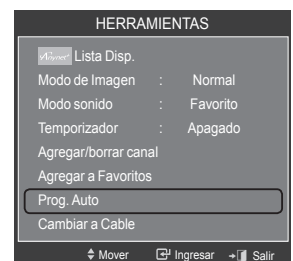 HERRAMIENTAS
Anynet+ Lista Disp.
Modo de Imagen : Normal
Modo sonido : Favorito
Temporizador : Apagado
Agregar/borrar canal
Agregar a Favoritos
Prog. Auto
Cambiar a Cable
Mover Ingresar Salir